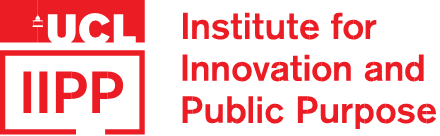 UCL
IIPP
Institute for
Innovation and
Public Purpose